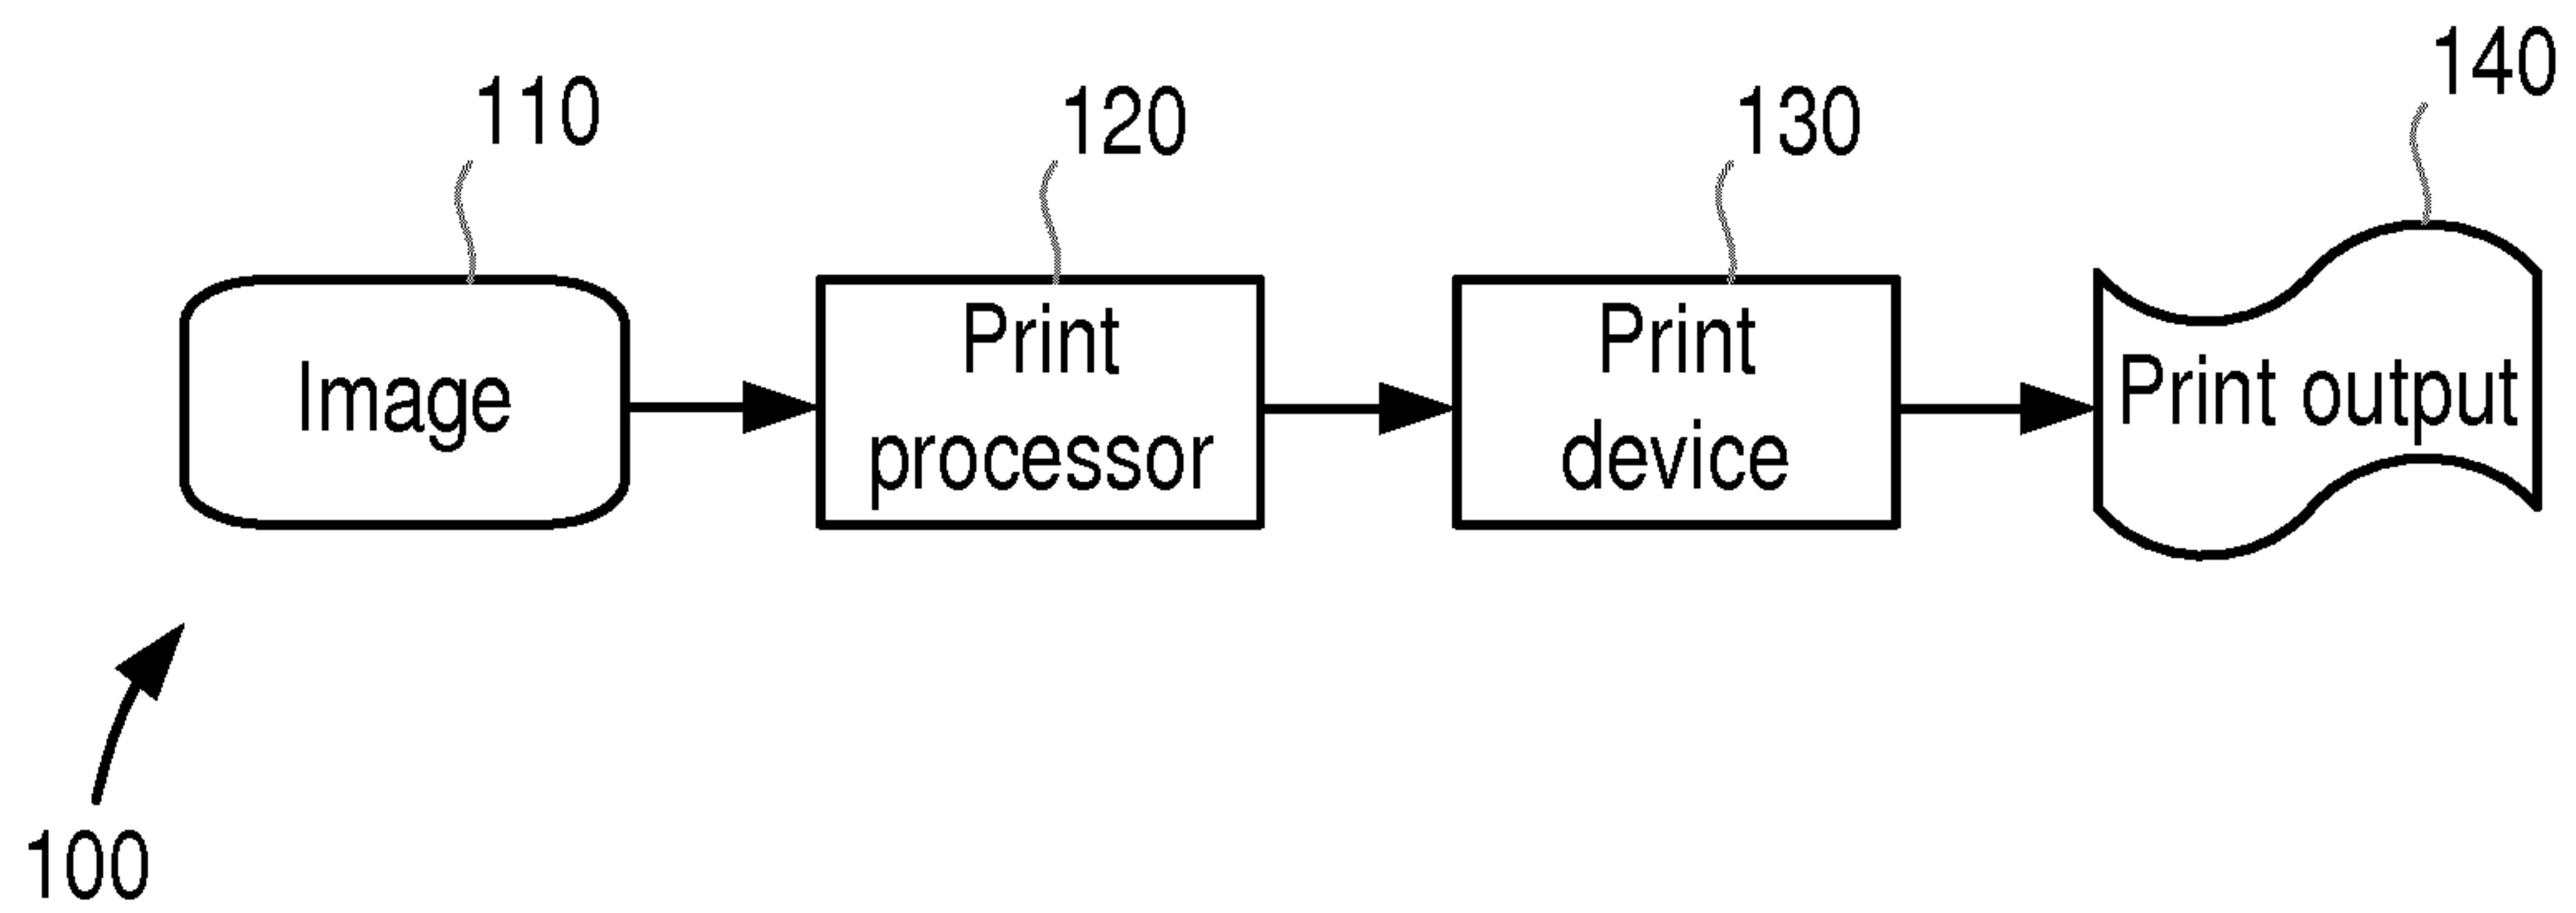 110
120
130
140
Image
Print
processor
Print
device
Print output
100